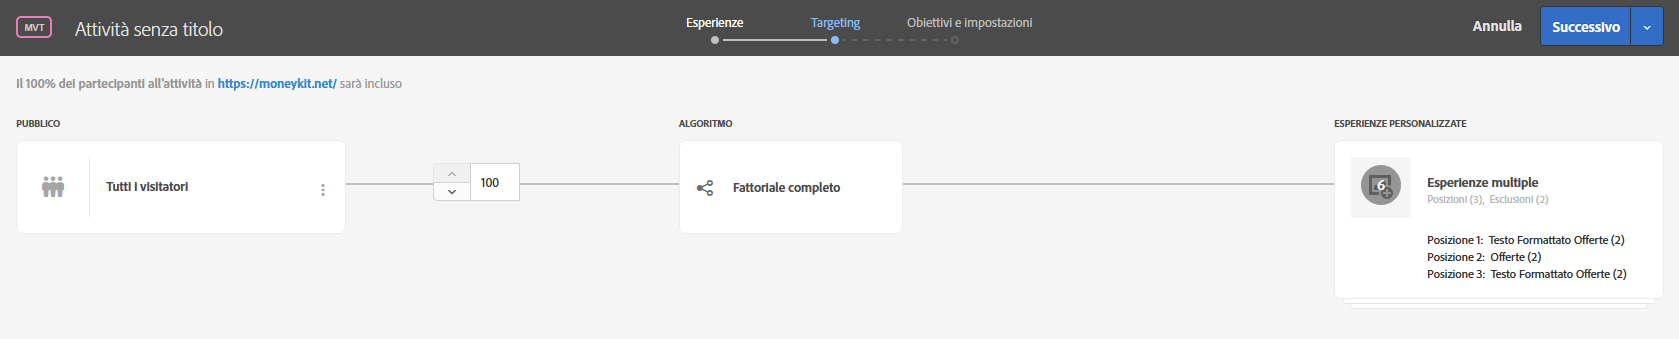 MVT
Attività senza titolo
Esperienze
Targeting
Obiettivi e impostazioni
Annulla
Successivo
Il 100% dei partecipanti all'attività in https://moneykit.net/ sarà incluso
PUBBLICO
ALGORITMO
ESPERIENZE PERSONALIZZATE
Tutti i visitatori
100
Fattoriale completo
6
Esperienze multiple
Posizioni (3), Esclusioni (2)
Posizione 1: Testo Formattato Offerte (2)
Posizione 2: Offerte (2)
Posizione 3: Testo Formattato Offerte (2)